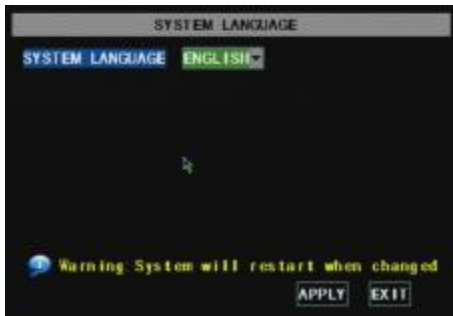 SYSTEM LANGUAGE
SYSTEM LANGUAGE ENGLISH
Warning System will restart when changed
APPLY EXIT